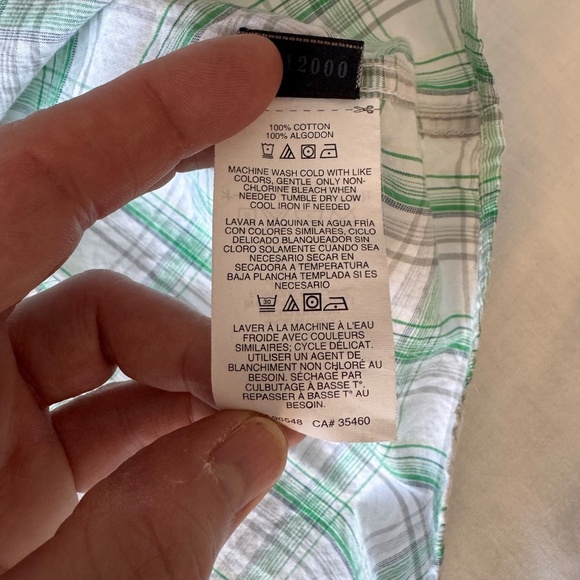 2000
100% COTTON
100% ALGODON
MACHINE WASH COLD WITH LIKE
COLORS, GENTLE ONLY NON-
CHLORINE BLEACH WHEN
NEEDED TUMBLE DRY LOW
COOL IRON IF NEEDED
LAVAR A MÁQUINA EN AGUA FRÍA
CON COLORES SIMILARES, CICLO
DELICADO BLANQUEADOR SIN
CLORO SOLAMENTE CUANDO SEA
NECESARIO SECAR EN
SECADORA A TEMPERATURA
BAJA PLANCHA TEMPLADA SI ES
NECESARIO
30
LAVER À LA MACHINE À L'EAU
FROIDE AVEC COULEURS
SIMILAIRES; CYCLE DÉLICAT.
UTILISER UN AGENT DE
BLANCHIMENT NON CHLORÉ AU
BESOIN. SÉCHAGE PAR
CULBUTAGE À BASSE T°.
REPASSER À BASSE T° AU
BESOIN.
CA# 35460